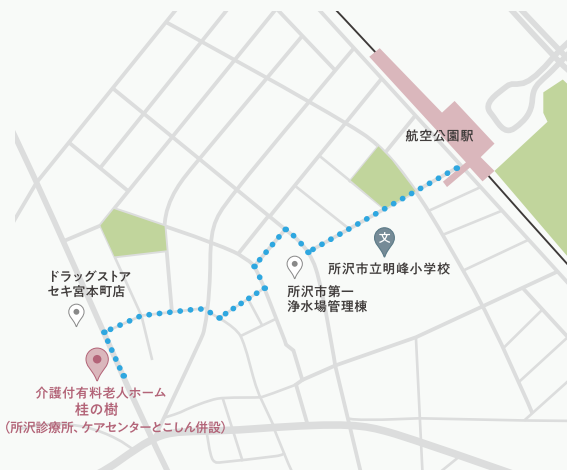 航空公園駅
文
所沢市立明峰小学校
ドラッグストア
セキ宮本町店
所沢市第一
浄水場管理棟
介護付有料老人ホーム
桂の樹
(所沢診療所、ケアセンターとこしん併設)